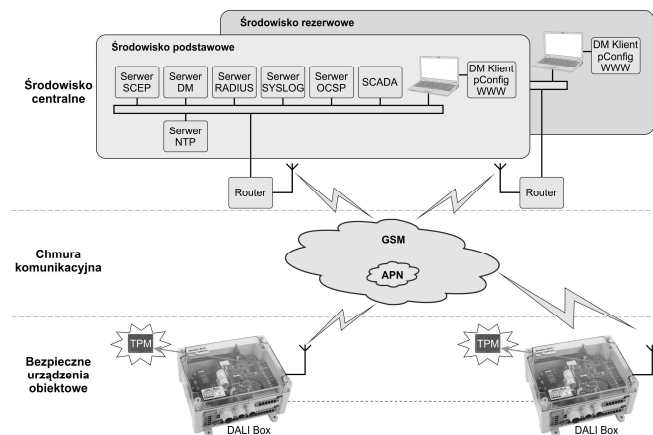 Środowisko rezerwowe
Środowisko podstawowe
DM Klient
pConfig
WWW
Serwer
SCEP
Serwer
DM
Serwer
RADIUS
Serwer
SYSLOG
Serwer
OCSP
SCADA
DM Klient
pConfig
WWW
Środowisko
centralne
Serwer
NTP
Router
Router
GSM
Chmura
komunikacyjna
APN
TPM
TPM
Bezpieczne
urządzenia
obiektowe
DALI Box
DALI Box